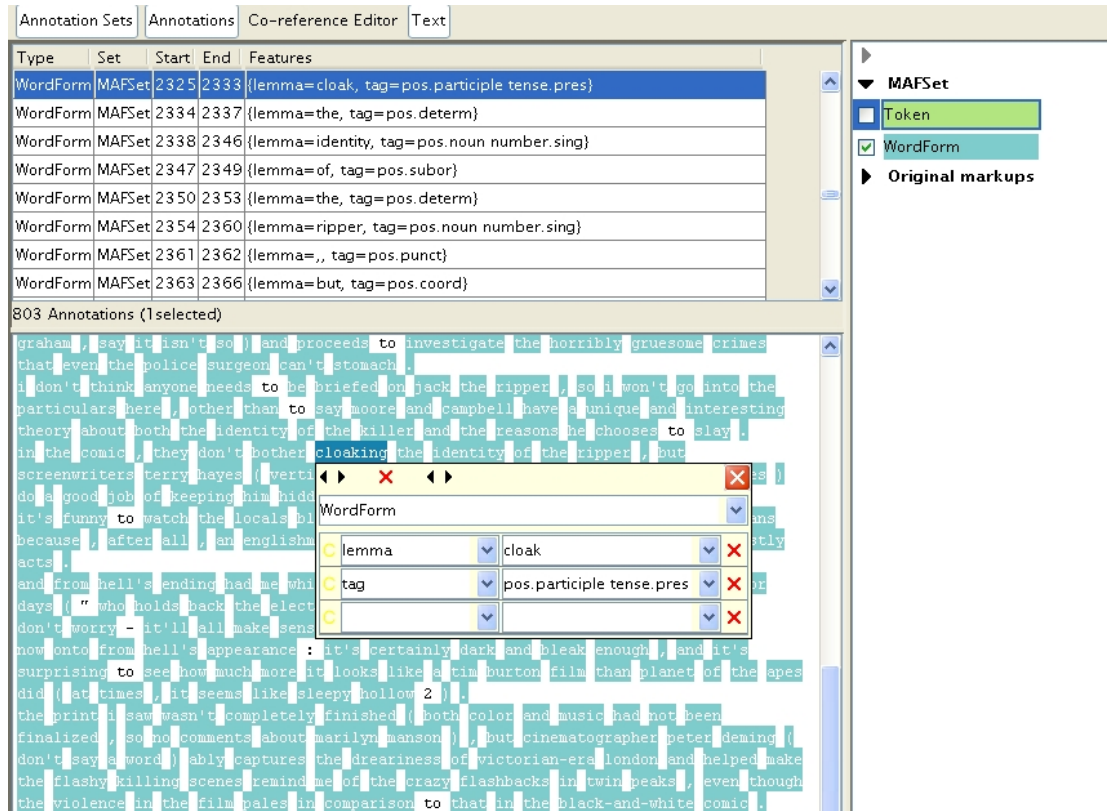 Annotation Sets Annotations Co-reference Editor Text
Type Set Start End Features
WordForm MAFSet 2325 2333 {lemma=cloak, tag=pos.participle tense.pres}
WordForm MAFSet 2334 2337 {lemma=the, tag=pos.determ}
WordForm MAFSet 2338 2346 {lemma=identity, tag=pos.noun number.sing}
WordForm MAFSet 2347 2349 {lemma=of, tag=pos.subor}
WordForm MAFSet 2350 2353 {lemma=the, tag=pos.determ}
WordForm MAFSet 2354 2360 {lemma=ripper, tag=pos.noun number.sing}
WordForm MAFSet 2361 2362 {lemma=,, tag=pos.punct}
WordForm MAFSet 2363 2366 {lemma=but, tag=pos.coord}
803 Annotations (1selected)
graham , say it isn't so ) and proceeds to investigate the horribly gruesome crimes
that even the police surgeon can't stomach .
i don't think anyone needs to be briefed on jack the ripper , so i won't go into the
particulars here , other than to say moore and campbell have a unique and interesting
theory about both the identity of the killer and the reasons he chooses to slay .
in the comic , they don't bother cloaking the identity of the ripper , but
screenwriters terry hayes ( verti s )
do a good job of keeping him hidd
it's funny to watch the locals bl ns
because , after all , an englishm stly
acts .
and from hell's ending had me whi or
days ( " who holds back the elect
don't worry - it'll all make sens
now onto from hell's appearance : it's certainly dark and bleak enough , and it's
surprising to see how much more it looks like a tim burton film than planet of the apes
did ( at times , it seems like sleepy hollow 2 ) .
the print i saw wasn't completely finished ( both color and music had not been
finalized , so no comments about marilyn manson ) , but cinematographer peter deming (
don't say a word ) ably captures the dreariness of victorian-era london and helped make
the flashy killing scenes remind me of the crazy flashbacks in twin peaks , even though
the violence in the film pales in comparison to that in the black-and-white comic .
WordForm
C lemma cloak
C tag pos.participle tense.pres
C
MAFSet
Token
WordForm
Original markups